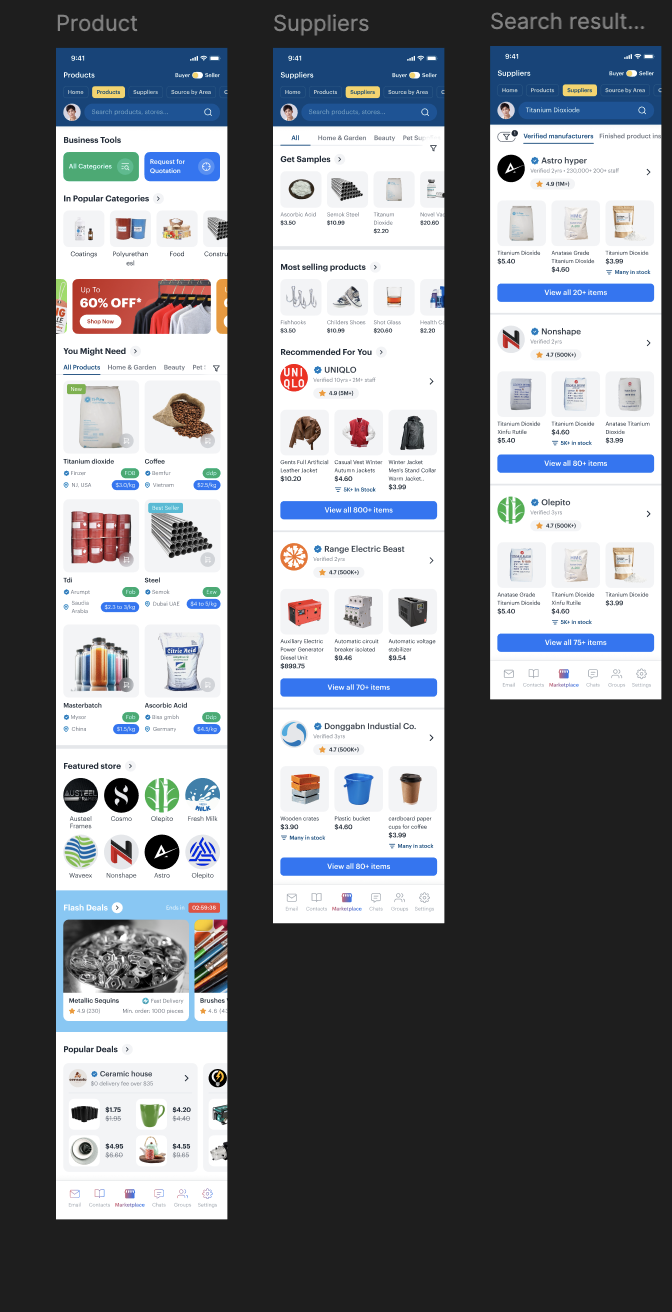 Product
9:41
Products
Buyer Seller
Home Products Suppliers Source by Area
Search products, stores...
Business Tools
All Categories
Request for
Quotation
In Popular Categories
Coatings
Polyurethan
esl
Food
Constru
Up To
60% OFF*
Shop Now
You Might Need
All Products Home & Garden Beauty Pet
New
Titanium dioxide
Finzar FOB
NJ, USA $3.0/kg
Coffee
Bemfur ddp
Vietnam $2.9/kg
Best Seller
Tdi
Arumpt Fob
Saudia
Arabia
$2.3 to 3/kg
Steel
Semok Exw
Dubai UAE $4 to 5/kg
Citric Acid
Masterbatch
Mysor Fob
China $1.5/kg
Ascorbic Acid
Biss gmbh Ddp
Germany $4.5/kg
Featured store
AUSTEEL
MILK
Austeel
Frames
Cosmo
Olepito
Fresh Milk
Waveex
Nonshape
Astro
Olepito
Flash Deals
Ends in 02:59:38
Metallic Sequins
Fast Delivery
4.9 (230)
Min. order: 1000 pieces
Brushes
Popular Deals
Ceramic house
$0 delivery fee over $35
$1.75
$1.95
$4.20
$4.40
$4.95
$6.60
$4.55
$9.65
Email Contacts Marketplace Chats Groups Settings
Suppliers
9:41
Suppliers
Buyer Seller
Home Products Suppliers Source by Area
Search products, stores...
All Home & Garden Beauty Pet Su
Get Samples
Ascorbic Acid
$3.50
Semok Steel
$10.99
Titanium
Dioxide
$2.20
Novel Va
$20.60
Most selling products
Fishhooks
$3.50
Childers Shoes
$10.99
Shot Glass
$20.60
Health C
$2.20
Recommended For You
UNI
QLO
UNIQLO
Verified 10yrs • 2M+ staff
4.9 (5M+)
Gents Full Artificial
Leather Jacket
$10.20
Casual Vest Winter
Autumn Jackets
$4.60
5K+ In Stock
Winter Jacket
Men's Stand Collar
Warm Jacket..
$3.99
View all 800+ items
Range Electric Beast
Verified 2yrs
4.7 (500K+)
Auxiliary Electric
Power Generator
Diesel Unit
$899.75
Automatic circuit
breaker isolated
$9.46
Automatic voltage
stabilizer
$9.54
View all 70+ items
Donggabn Industial Co.
Verified 3yrs
4.7 (500K+)
Wooden crates
$3.90
Many in stock
Plastic bucket
$4.60
cardboard paper
cups for coffee
$3.99
Many in stock
View all 80+ items
Email Contacts Marketplace Chats Groups Settings
Search result...
9:41
Suppliers
Buyer Seller
Home Products Suppliers Source by Area
Titanium Dioxiode
Verified manufacturers Finished product ins
Astro hyper
Verified 2yrs • 230,000+ 200+ staff
4.9 (1M+)
Titanium Dioxide
$5.40
Anatase Grade
Titanium Dioxide
$4.60
Titanium Dioxide
$3.99
Many in stock
View all 20+ items
Nonshape
Verified 2yrs
4.7 (500K+)
Titanium Dioxide
Xinfu Rutile
$5.40
Titanium Dioxide
$4.60
5K+ in stock
Anatase Titanium
Dioxide
$3.99
View all 80+ items
Olepito
Verified 3yrs
4.7 (500K+)
Anatase Grade
Titanium Dioxide
$5.40
Titanium Dioxide
Xinfu Rutile
$4.60
5K+ in stock
Titanium Dioxide
$3.99
View all 75+ items
Email Contacts Marketplace Chats Groups Settings